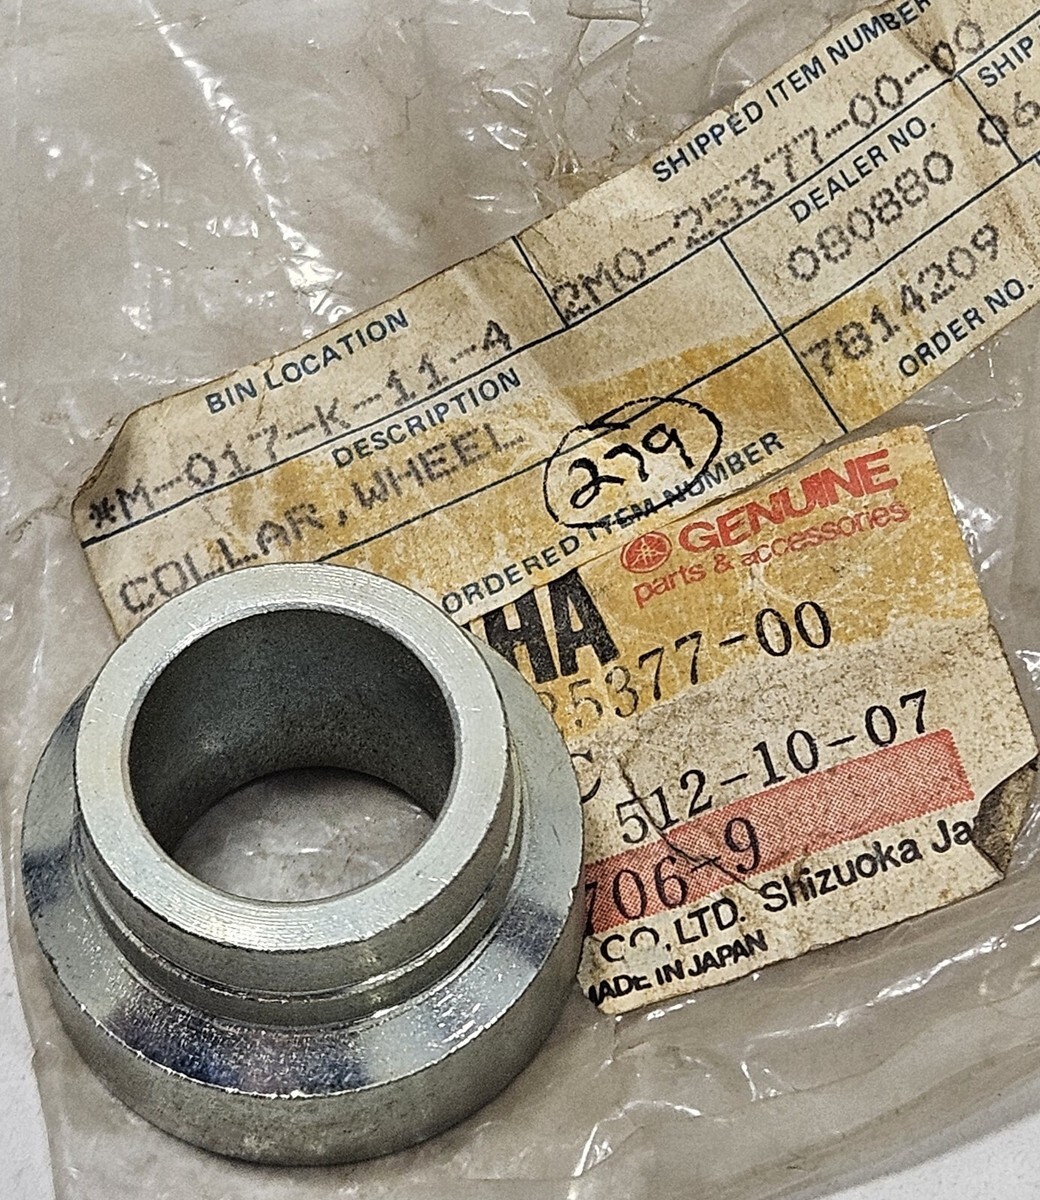 SHIPPED ITEM NUMBER
SHIP
2M0-25377-00-00
DEALER NO.
06
080880
BIN LOCATION
*M-017-K-11-A
7814209
ORDER NO.
DESCRIPTION
COLLAR, WHEEL
279
ORDERED ITEM NUMBER
GENUINE
parts & accessories
HA
25377-00
C
512-10-07
706-9
CO., LTD. Shizuoka Ja
MADE IN JAPAN